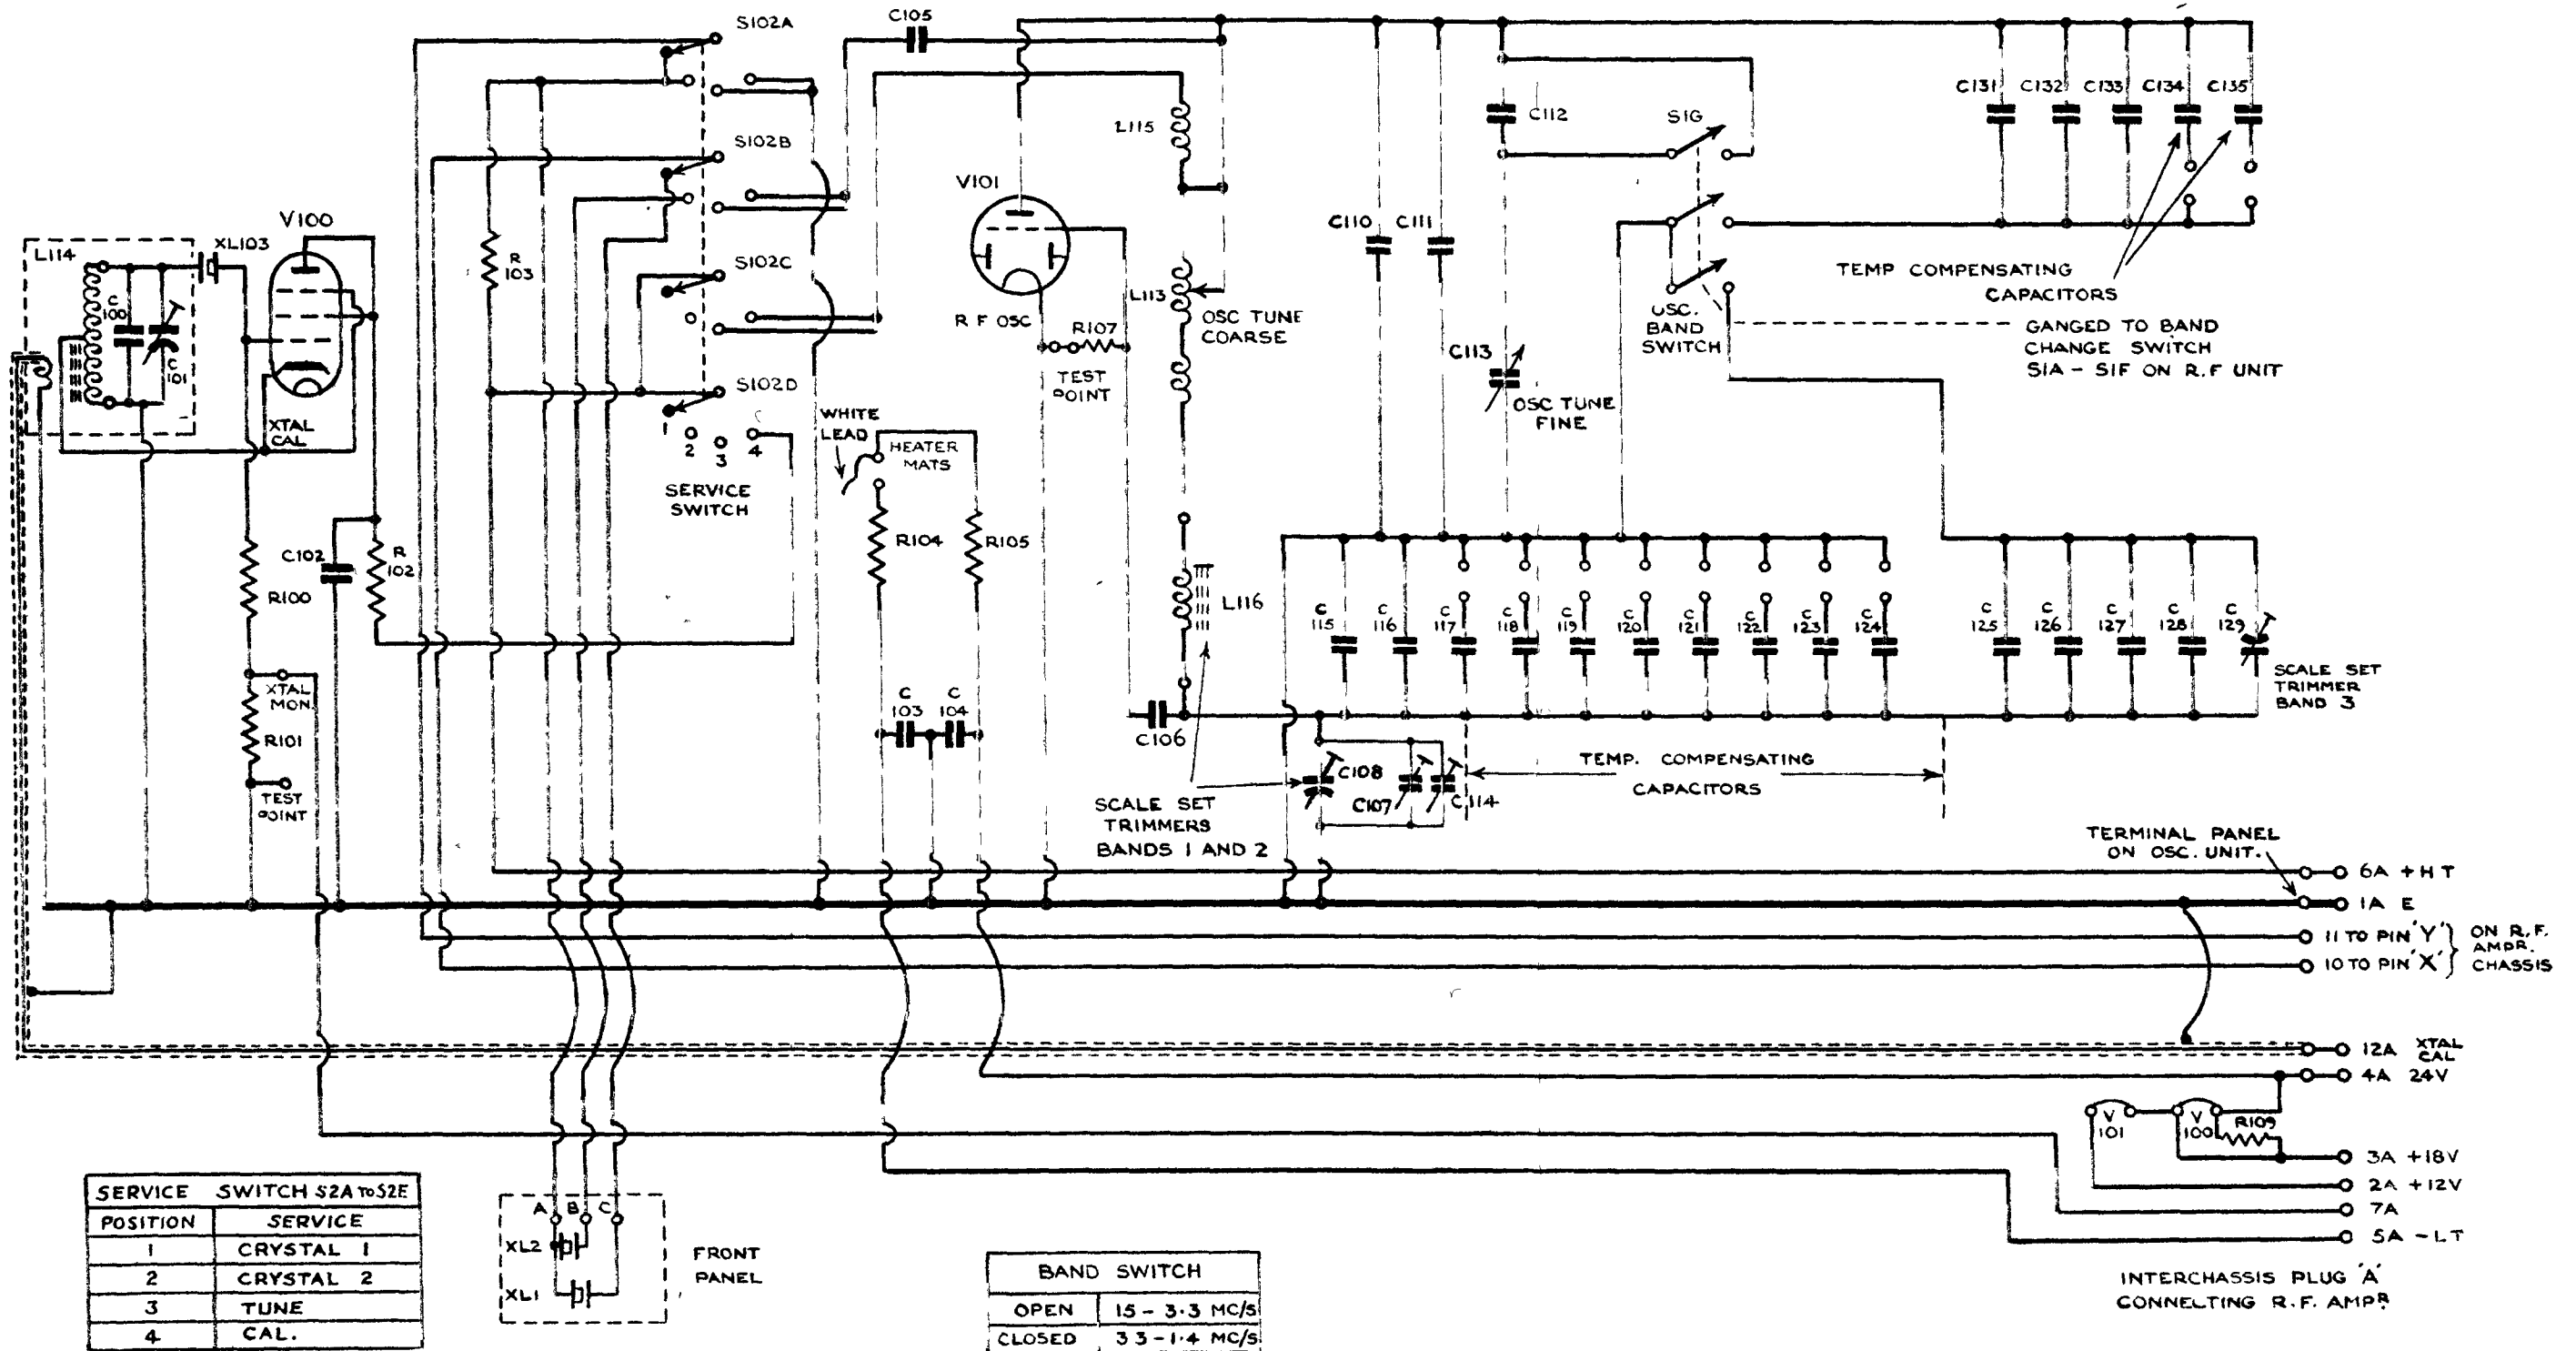 S102A
C105
C131
C132
C133
C134
C135
C112
S1G
L115
S102B
V101
V100
XL103
L114
C110
C111
R
103
S102C
TEMP COMPENSATING
CAPACITORS
C
100
C
101
L113
OSC TUNE
COARSE
R F OSC
R107
TEST
POINT
OSC.
BAND
SWITCH
GANGED TO BAND
CHANGE SWITCH
S1A - S1F ON R.F UNIT
C113
OSC TUNE
FINE
S102D
XTAL
CAL
WHITE
LEAD
HEATER
MATS
1
2
3
4
SERVICE
SWITCH
C102
R
102
R104
R105
R100
L116
C
115
C
116
C
117
C
118
C
119
C
120
C
121
C
122
C
123
C
124
C
125
C
126
C
127
C
128
C
129
SCALE SET
TRIMMER
BAND 3
XTAL
MON.
C
103
C
104
R101
C106
TEST
POINT
C108
C107
C114
TEMP. COMPENSATING
CAPACITORS
SCALE SET
TRIMMERS
BANDS 1 AND 2
TERMINAL PANEL
ON OSC. UNIT.
6A +HT
1A E
11 TO PIN 'Y'
10 TO PIN 'X'
ON R.F.
AMPR.
CHASSIS
12A XTAL
CAL
4A 24V
V
101
V
100
R109
3A +18V
2A +12V
7A
5A -LT
INTERCHASSIS PLUG 'A'
CONNECTING R.F. AMPR
SERVICE SWITCH S2A TO S2E
POSITION SERVICE
1 CRYSTAL 1
2 CRYSTAL 2
3 TUNE
4 CAL.
A B C
XL2
XL1
FRONT
PANEL
BAND SWITCH
OPEN 15 - 3·3 MC/S
CLOSED 3 3 - 1·4 MC/S